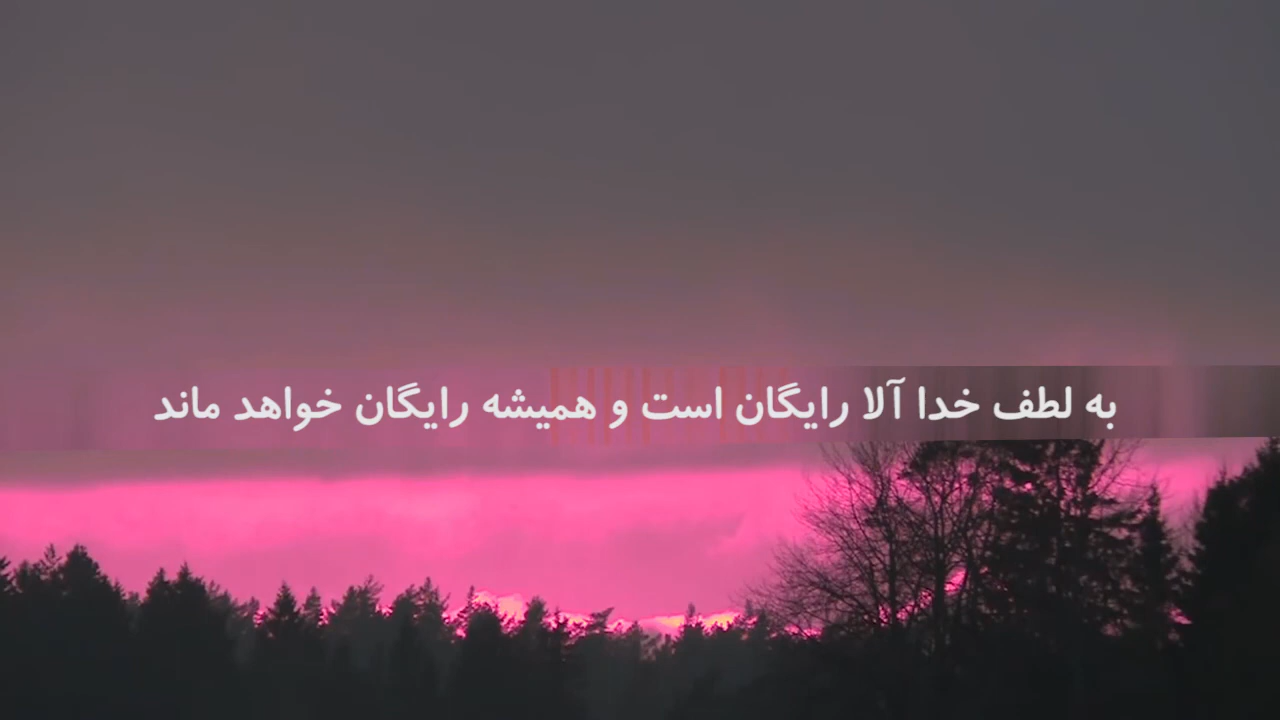 به لطف خدا آلا رایگان است و همیشه رایگان خواهد ماند